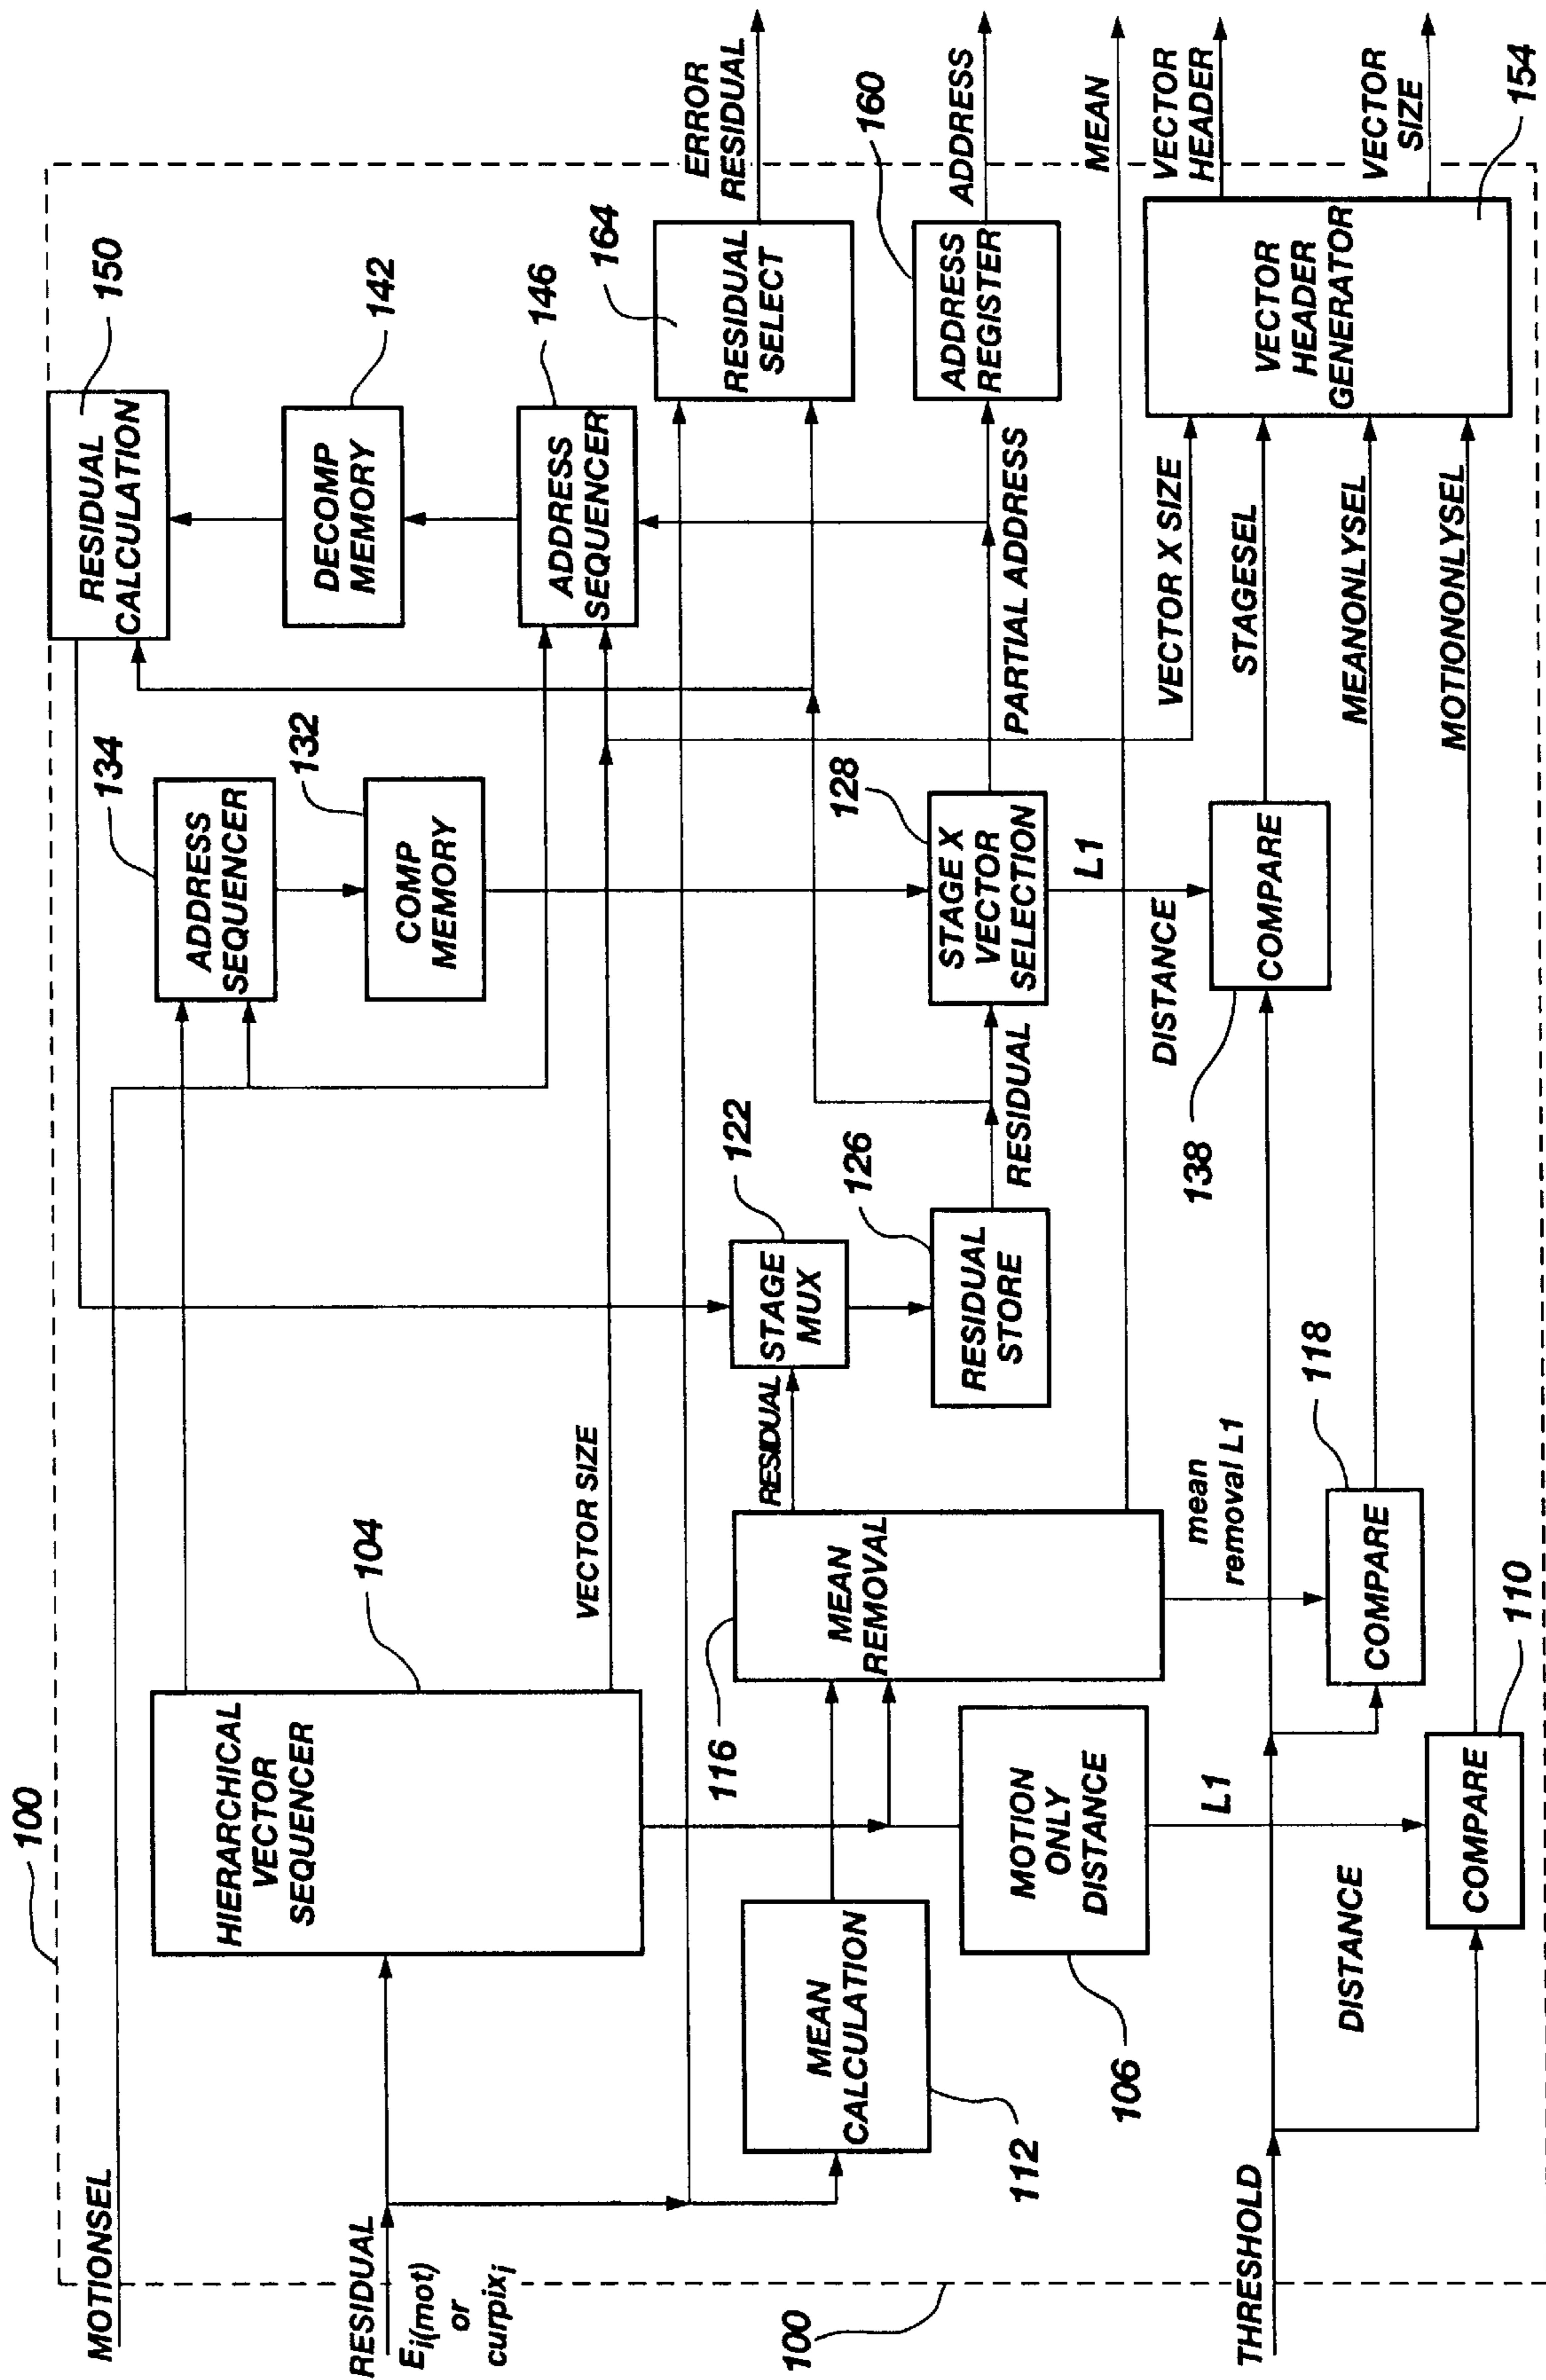 100
MOTIONSEL
RESIDUAL
Ei(mot)
or
curpixi
100
THRESHOLD
104
HIERARCHICAL
VECTOR
SEQUENCER
VECTOR SIZE
MEAN
CALCULATION
112
MOTION
ONLY
DISTANCE
106
L1
DISTANCE
COMPARE
110
116
MEAN
REMOVAL
mean
removal L1
COMPARE
118
RESIDUAL
STAGE
MUX
122
RESIDUAL
STORE
126
RESIDUAL
134
ADDRESS
SEQUENCER
132
COMP
MEMORY
128
STAGE X
VECTOR
SELECTION
L1
DISTANCE
COMPARE
138
150
RESIDUAL
CALCULATION
142
DECOMP
MEMORY
146
ADDRESS
SEQUENCER
PARTIAL ADDRESS
VECTOR X SIZE
STAGESEL
MEANONLYSEL
MOTIONONLYSEL
164
RESIDUAL
SELECT
160
ADDRESS
REGISTER
VECTOR
HEADER
GENERATOR
154
ERROR
RESIDUAL
ADDRESS
MEAN
VECTOR
HEADER
VECTOR
SIZE